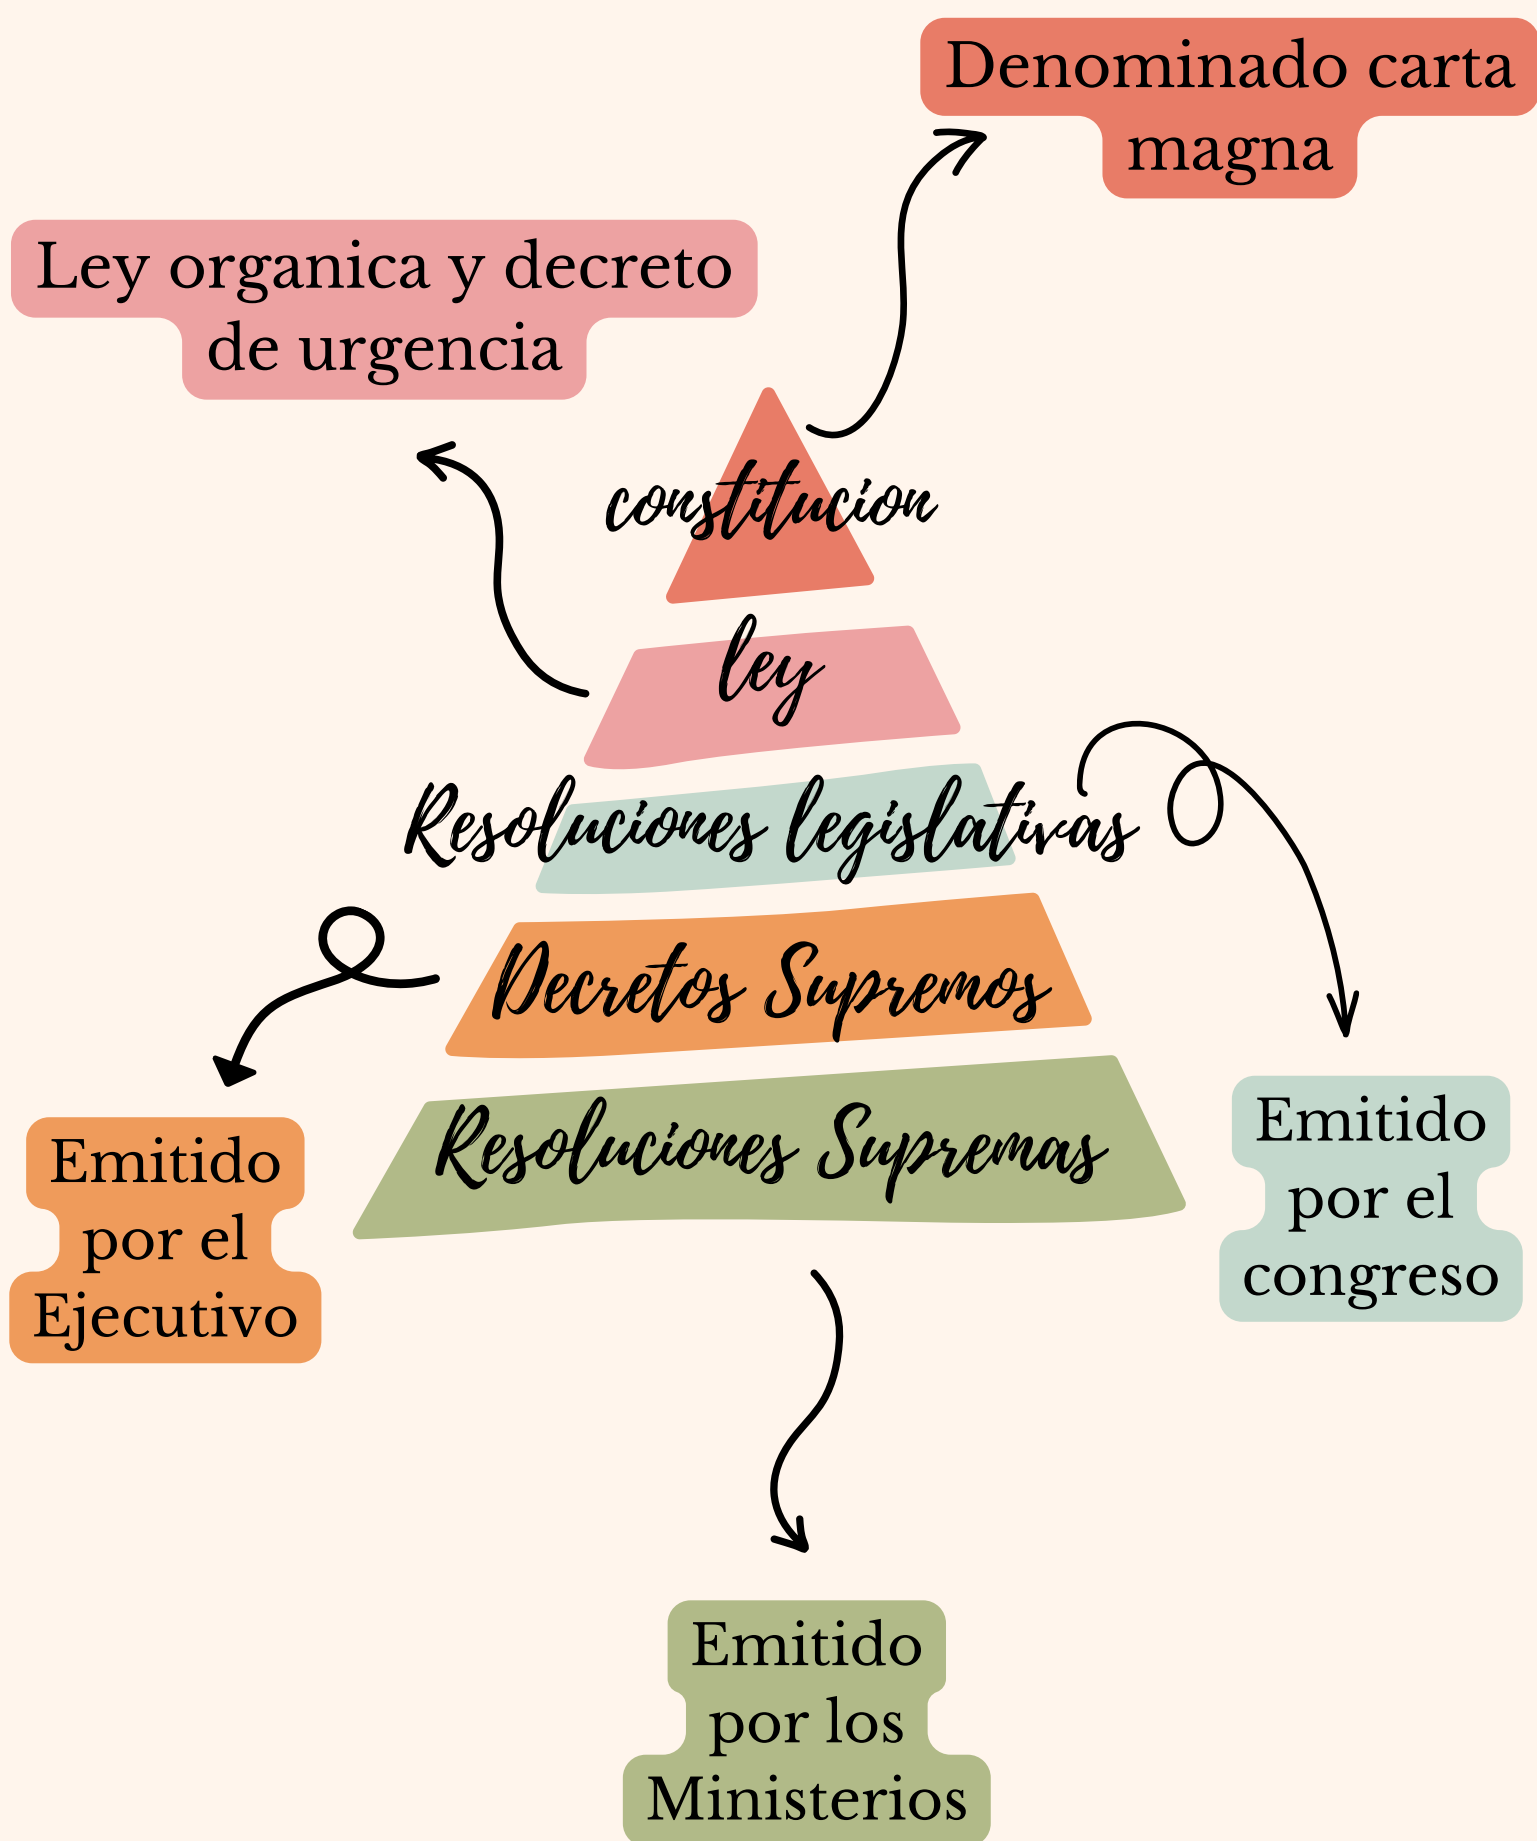 Denominado carta
magna
Ley organica y decreto
de urgencia
constitucion
ley
Resoluciones legislativas
Decretos Supremos
Resoluciones Supremas
Emitido
por el
Ejecutivo
Emitido
por el
congreso
Emitido
por los
Ministerios